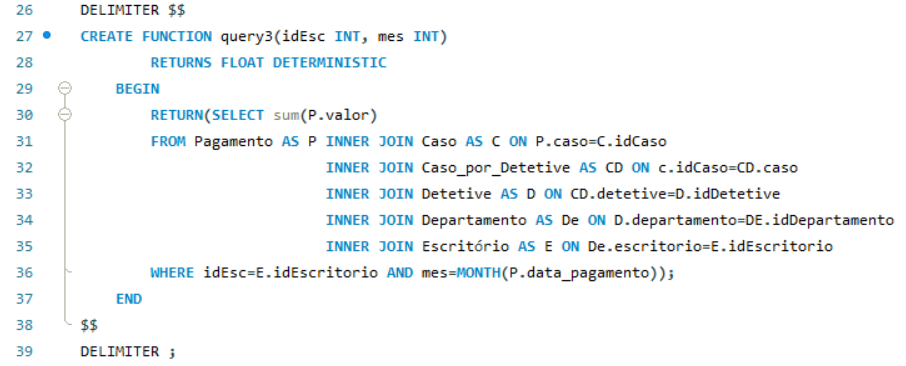 26 DELIMITER $$
27 CREATE FUNCTION query3(idEsc INT, mes INT)
28 RETURNS FLOAT DETERMINISTIC
29 BEGIN
30 RETURN(SELECT sum(P.valor)
31 FROM Pagamento AS P INNER JOIN Caso AS C ON P.caso=C.idCaso
32 INNER JOIN Caso_por_Detetive AS CD ON c.idCaso=CD.caso
33 INNER JOIN Detetive AS D ON CD.detetive=D.idDetetive
34 INNER JOIN Departamento AS De ON D.departamento=DE.idDepartamento
35 INNER JOIN Escritório AS E ON De.escritorio=E.idEscritorio
36 WHERE idEsc=E.idEscritorio AND mes=MONTH(P.data_pagamento));
37 END
38 $$
39 DELIMITER ;